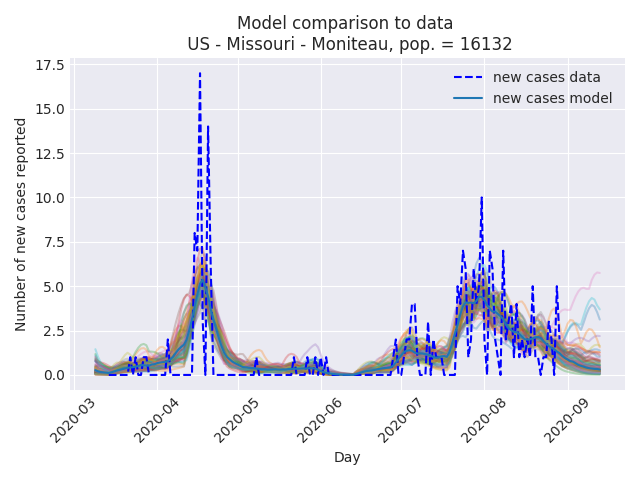 Model comparison to data
US - Missouri - Moniteau, pop. = 16132
new cases data
new cases model
Number of new cases reported
17.5
15.0
12.5
10.0
7.5
5.0
2.5
0.0
2020-03
2020-04
2020-05
2020-06
2020-07
2020-08
2020-09
Day